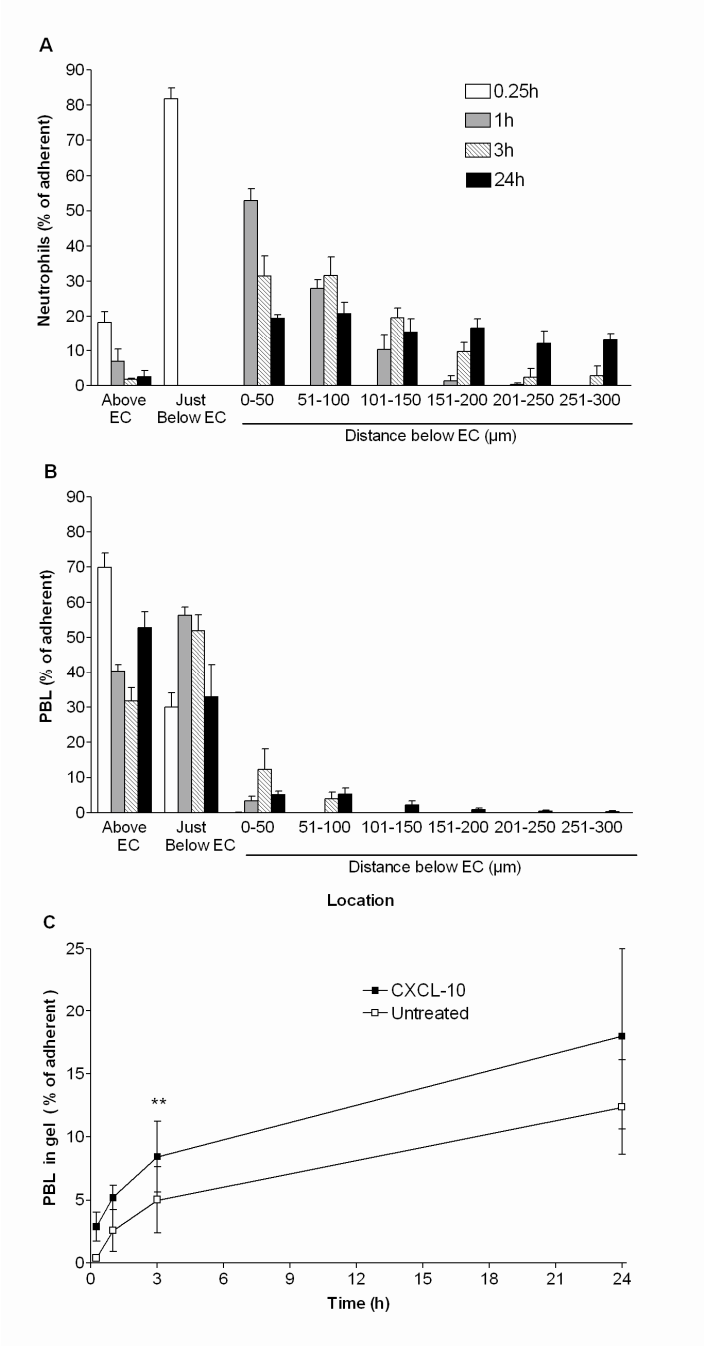 A
90
80
70
60
50
40
30
20
10
0
Neutrophils (% of adherent)
0.25h
1h
3h
24h
Above EC
Just Below EC
0-50
51-100
101-150
151-200
201-250
251-300
Distance below EC (µm)
B
90
80
70
60
50
40
30
20
10
0
PBL (% of adherent)
Above EC
Just Below EC
0-50
51-100
101-150
151-200
201-250
251-300
Distance below EC (µm)
Location
C
25
20
15
10
5
0
PBL in gel ( % of adherent )
CXCL-10
Untreated
**
0
3
6
9
12
15
18
21
24
Time (h)